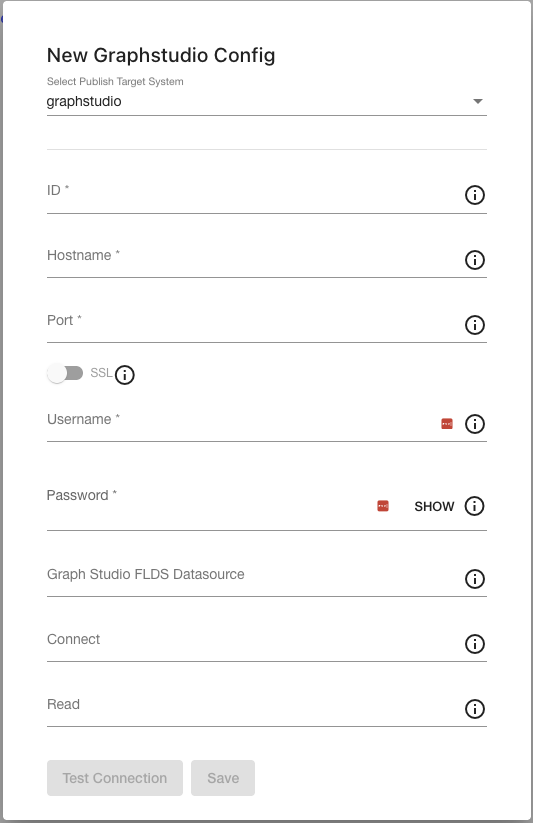 New Graphstudio Config
Select Publish Target System
graphstudio
ID *
Hostname *
Port *
SSL
Username *
Password *
SHOW
Graph Studio FLDS Datasource
Connect
Read
Test Connection
Save